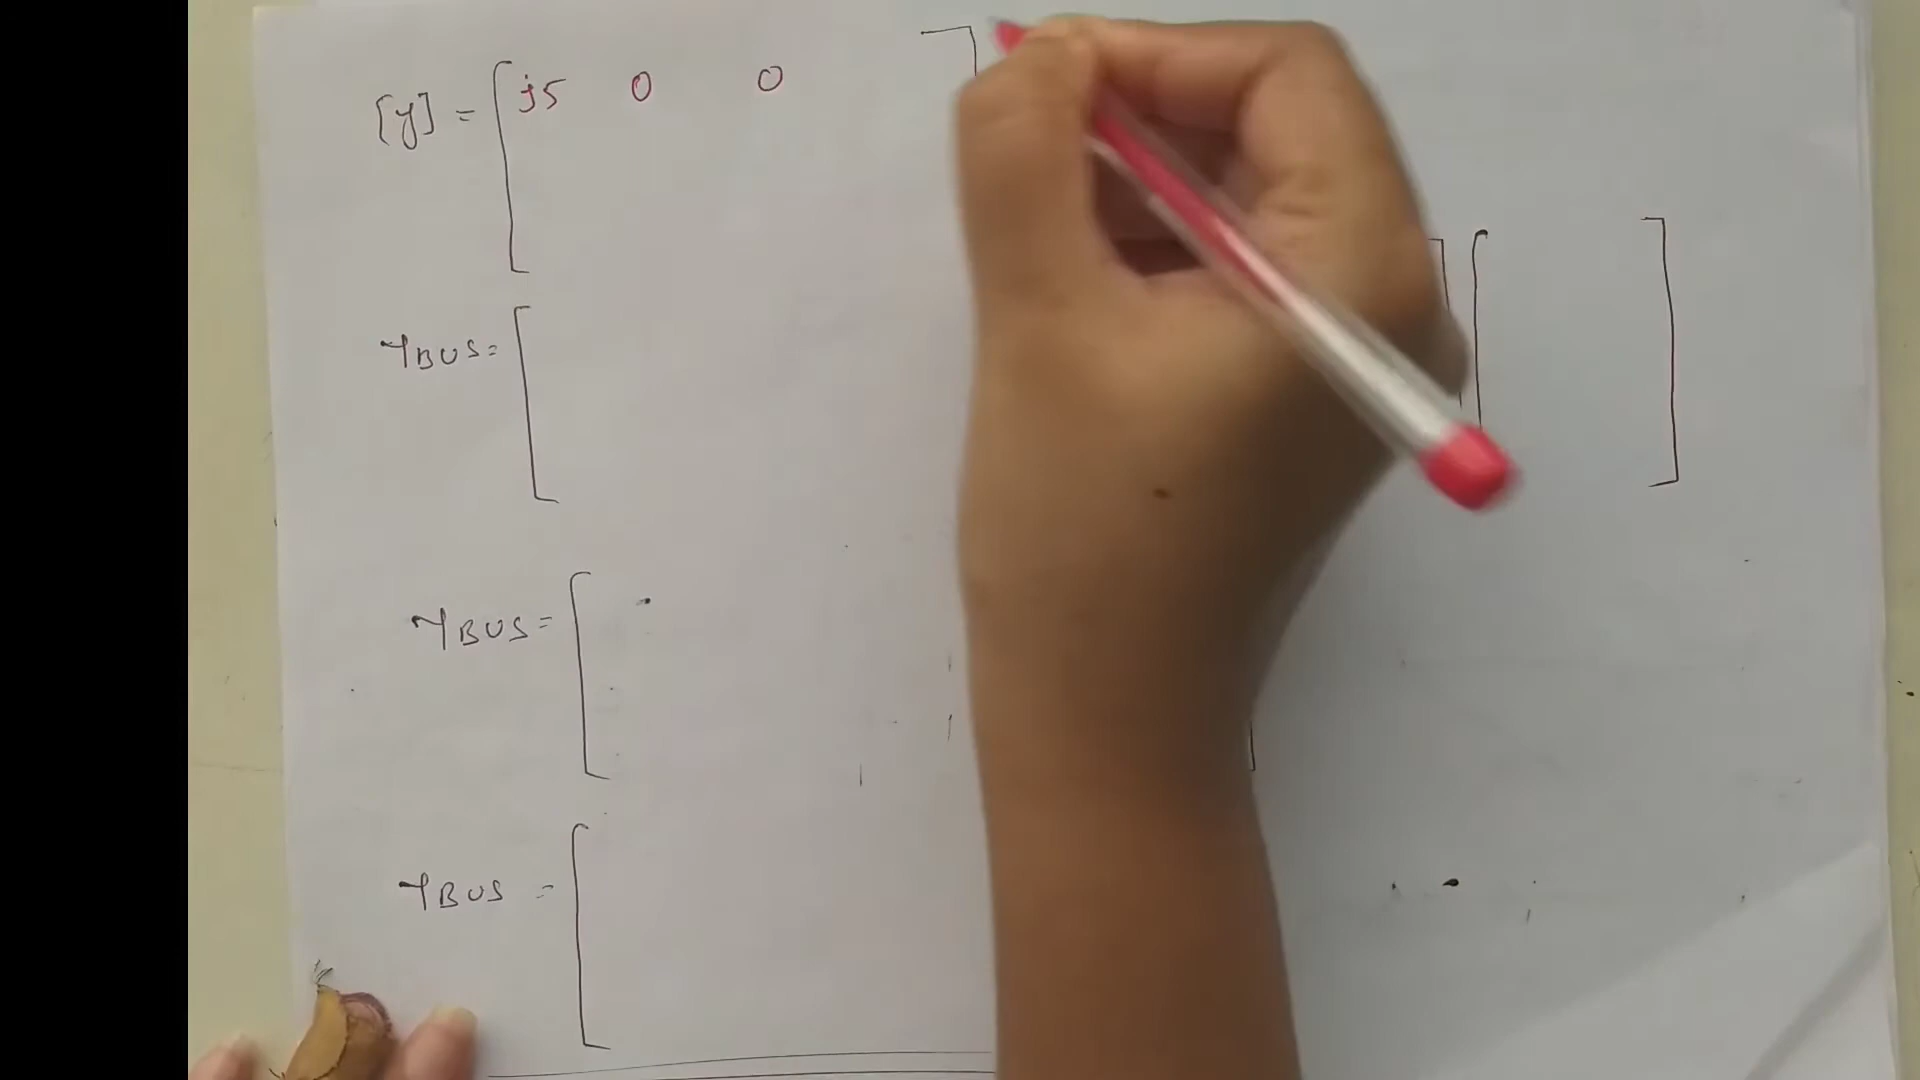 [y] = [ j5 0 0 ]
YBUS = [ ] [ ]
YBUS = [ ]
YBUS = [